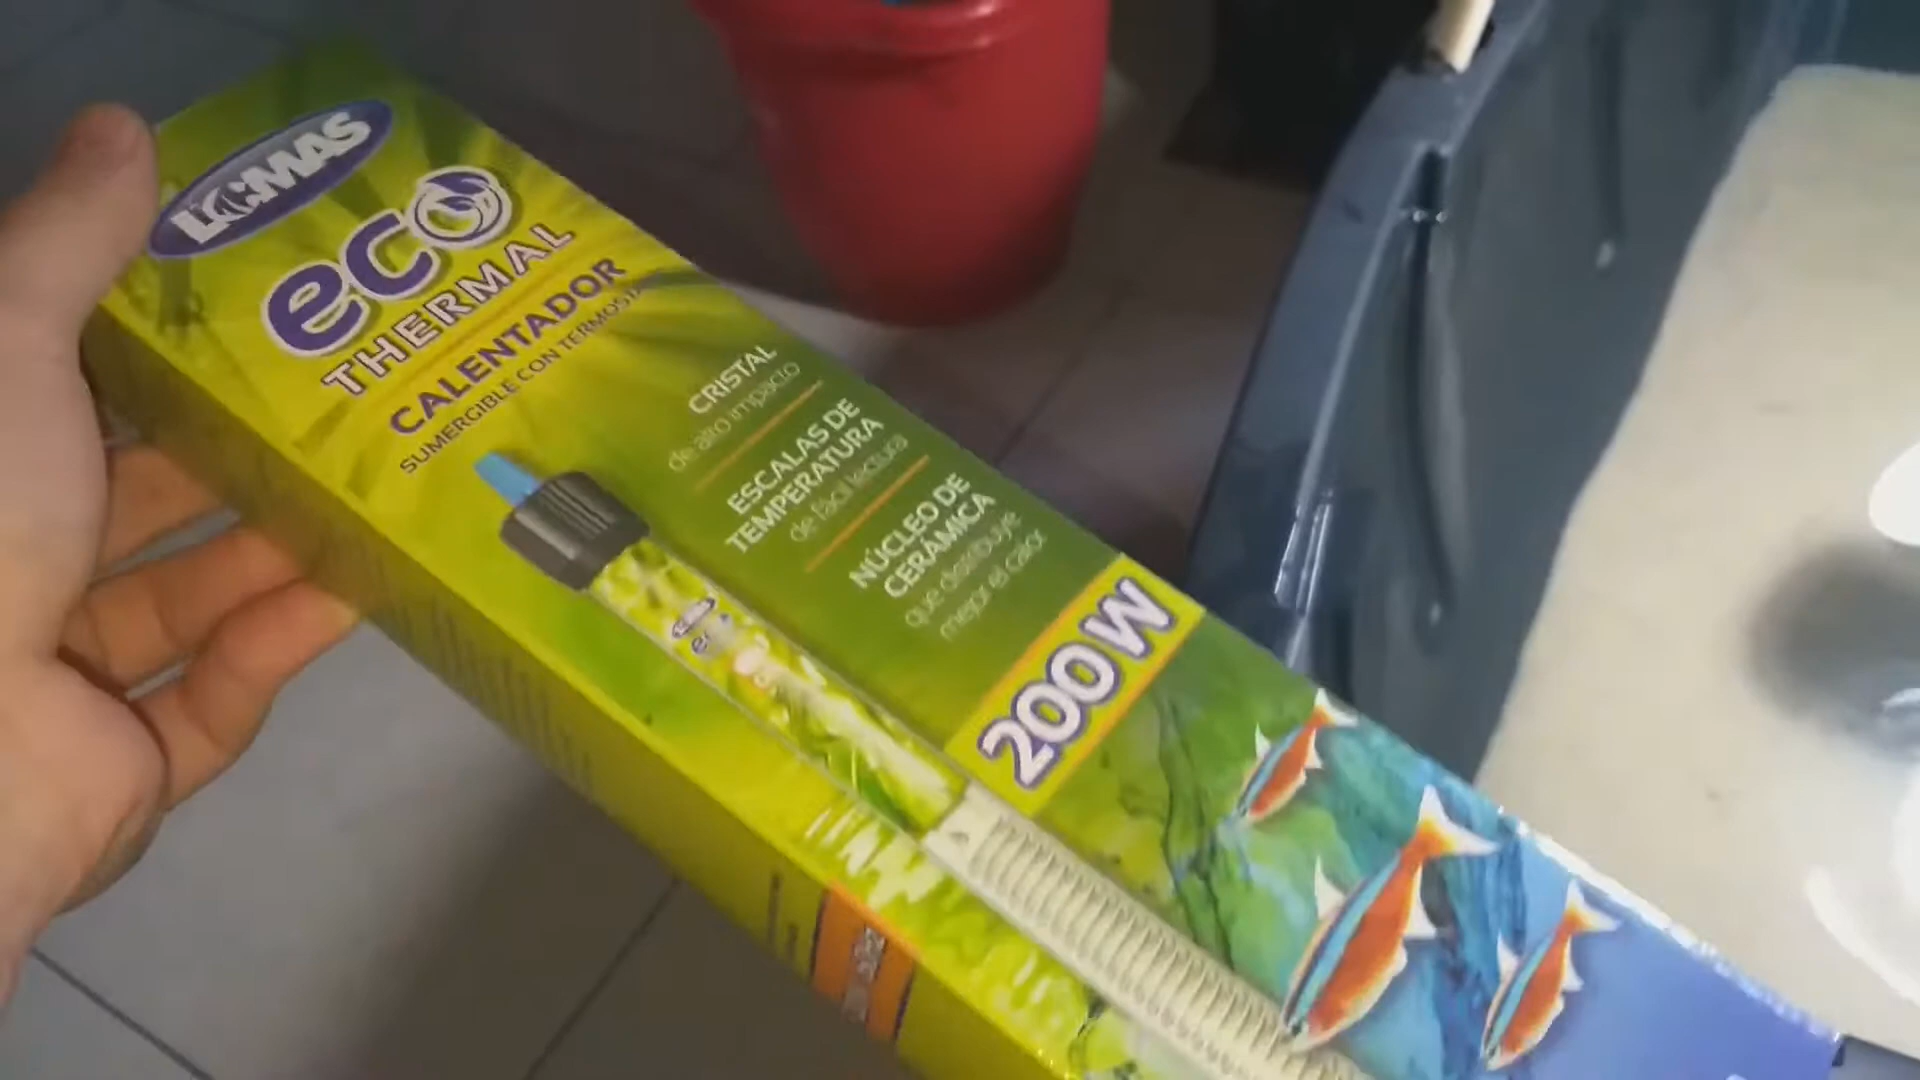 LOMAS
eco
THERMAL
CALENTADOR
SUMERGIBLE CON
CRISTAL
de alto impacto
ESCALAS DE
TEMPERATURA
de fácil lectura
NÚCLEO DE
CERÁMICA
que distribuye
mejor el calor
200 W